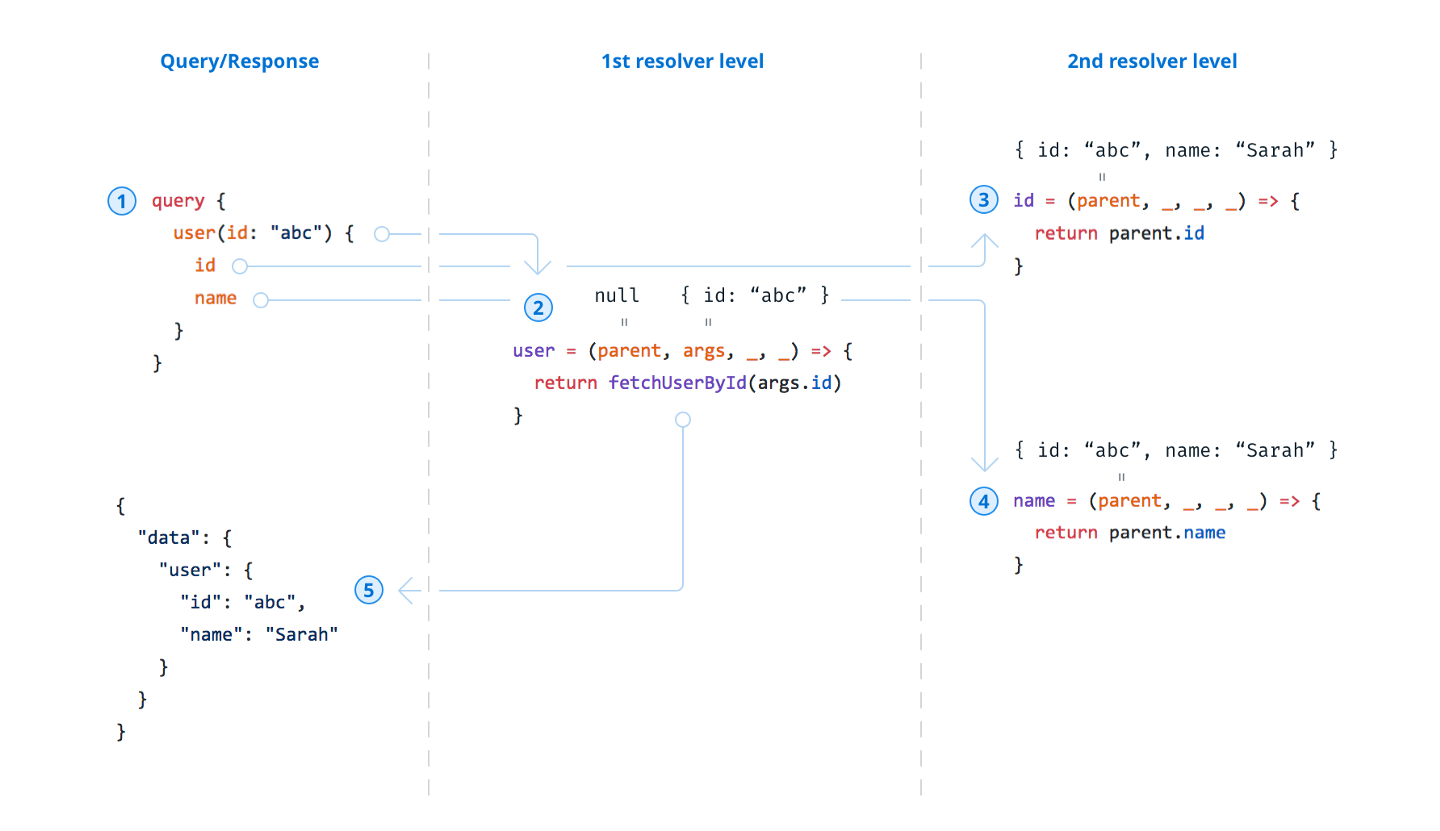 Query/Response
1st resolver level
2nd resolver level
1
query {
  user(id: "abc") {
    id
    name
  }
}
2
null { id: “abc” }
= =
user = (parent, args, _, _) => {
  return fetchUserById(args.id)
}
{ id: “abc”, name: “Sarah” }
=
3
id = (parent, _, _, _) => {
  return parent.id
}
{ id: “abc”, name: “Sarah” }
=
4
name = (parent, _, _, _) => {
  return parent.name
}
{
  "data": {
    "user": {
      "id": "abc",
      "name": "Sarah"
    }
  }
}
5